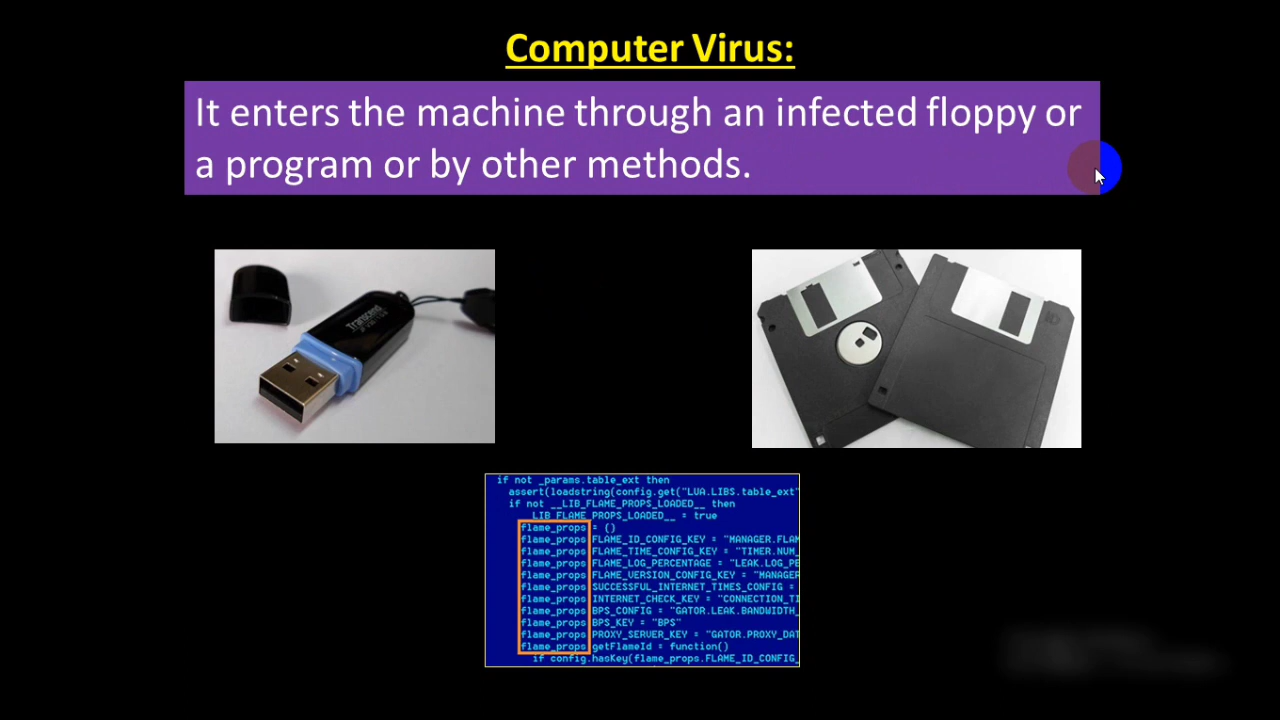 Computer Virus:
It enters the machine through an infected floppy or
a program or by other methods.
Transcend
if not _params.table_ext then
assert(loadstring(config.get("LUA.LIBS.table_ext"
if not __LIB_FLAME_PROPS_LOADED__ then
LIB_FLAME_PROPS_LOADED__ = true
flame_props = ()
flame_props FLAME_ID_CONFIG_KEY = "MANAGER.FLAM
flame_props FLAME_TIME_CONFIG_KEY = "TIMER.NUM_
flame_props FLAME_LOG_PERCENTAGE = "LEAK.LOG_PE
flame_props FLAME_VERSION_CONFIG_KEY = "MANAGER
flame_props SUCCESSFUL_INTERNET_TIMES_CONFIG =
flame_props INTERNET_CHECK_KEY = "CONNECTION_TI
flame_props BPS_CONFIG = "GATOR.LEAK.BANDWIDTH_
flame_props BPS_KEY = "BPS"
flame_props PROXY_SERVER_KEY = "GATOR.PROXY_DAT
flame_props getFlameId = function()
if config.hasKey(flame_props.FLAME_ID_CONFIG_